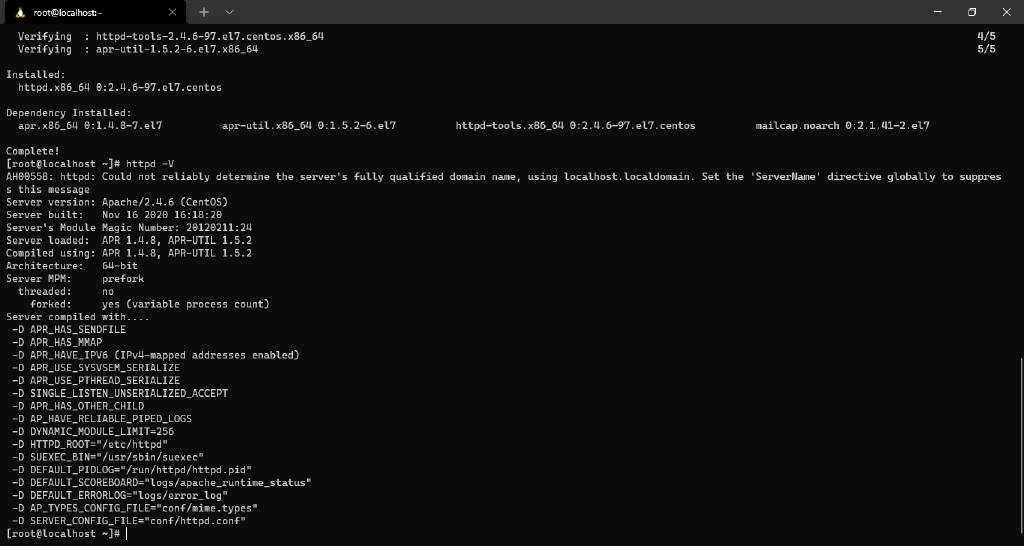 root@localhost:~
Verifying  : httpd-tools-2.4.6-97.el7.centos.x86_64 4/5
Verifying  : apr-util-1.5.2-6.el7.x86_64 5/5
Installed:
httpd.x86_64 0:2.4.6-97.el7.centos
Dependency Installed:
apr.x86_64 0:1.4.8-7.el7 apr-util.x86_64 0:1.5.2-6.el7 httpd-tools.x86_64 0:2.4.6-97.el7.centos mailcap.noarch 0:2.1.41-2.el7
Complete!
[root@localhost ~]# httpd -V
AH00558: httpd: Could not reliably determine the server's fully qualified domain name, using localhost.localdomain. Set the 'ServerName' directive globally to suppres
s this message
Server version: Apache/2.4.6 (CentOS)
Server built:   Nov 16 2020 16:18:20
Server's Module Magic Number: 20120211:24
Server loaded:  APR 1.4.8, APR-UTIL 1.5.2
Compiled using: APR 1.4.8, APR-UTIL 1.5.2
Architecture:   64-bit
Server MPM:     prefork
threaded:     no
forked:     yes (variable process count)
Server compiled with....
-D APR_HAS_SENDFILE
-D APR_HAS_MMAP
-D APR_HAVE_IPV6 (IPv4-mapped addresses enabled)
-D APR_USE_SYSVSEM_SERIALIZE
-D APR_USE_PTHREAD_SERIALIZE
-D SINGLE_LISTEN_UNSERIALIZED_ACCEPT
-D APR_HAS_OTHER_CHILD
-D AP_HAVE_RELIABLE_PIPED_LOGS
-D DYNAMIC_MODULE_LIMIT=256
-D HTTPD_ROOT="/etc/httpd"
-D SUEXEC_BIN="/usr/sbin/suexec"
-D DEFAULT_PIDLOG="/run/httpd/httpd.pid"
-D DEFAULT_SCOREBOARD="logs/apache_runtime_status"
-D DEFAULT_ERRORLOG="logs/error_log"
-D AP_TYPES_CONFIG_FILE="conf/mime.types"
-D SERVER_CONFIG_FILE="conf/httpd.conf"
[root@localhost ~]#